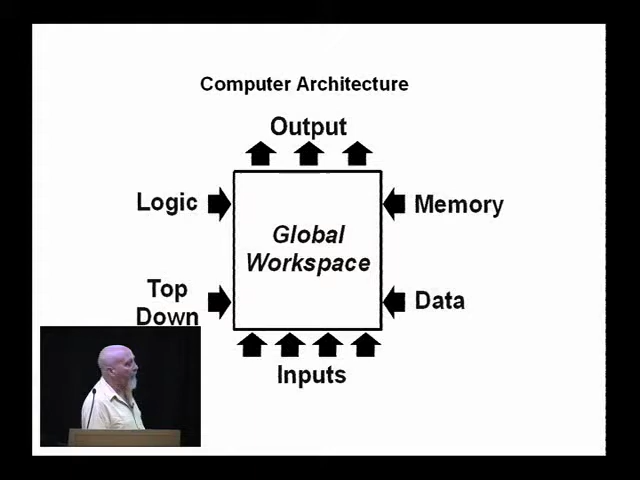 Computer Architecture
Output
Logic
Memory
Global
Workspace
Top
Down
Data
Inputs